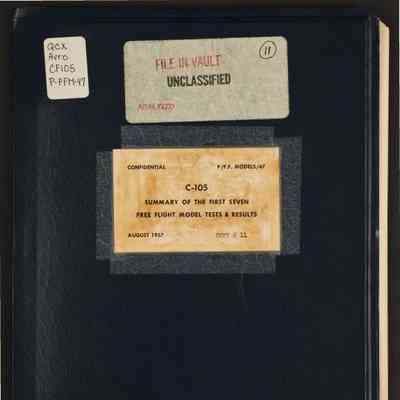 QCX
Avro
CF105
P-FFM-47
11
FILE IN VAULT
UNCLASSIFIED
CONFIDENTIAL
P/F.F. MODELS/47
C-105
SUMMARY OF THE FIRST SEVEN
FREE FLIGHT MODEL TESTS & RESULTS
AUGUST 1957
COPY # 11